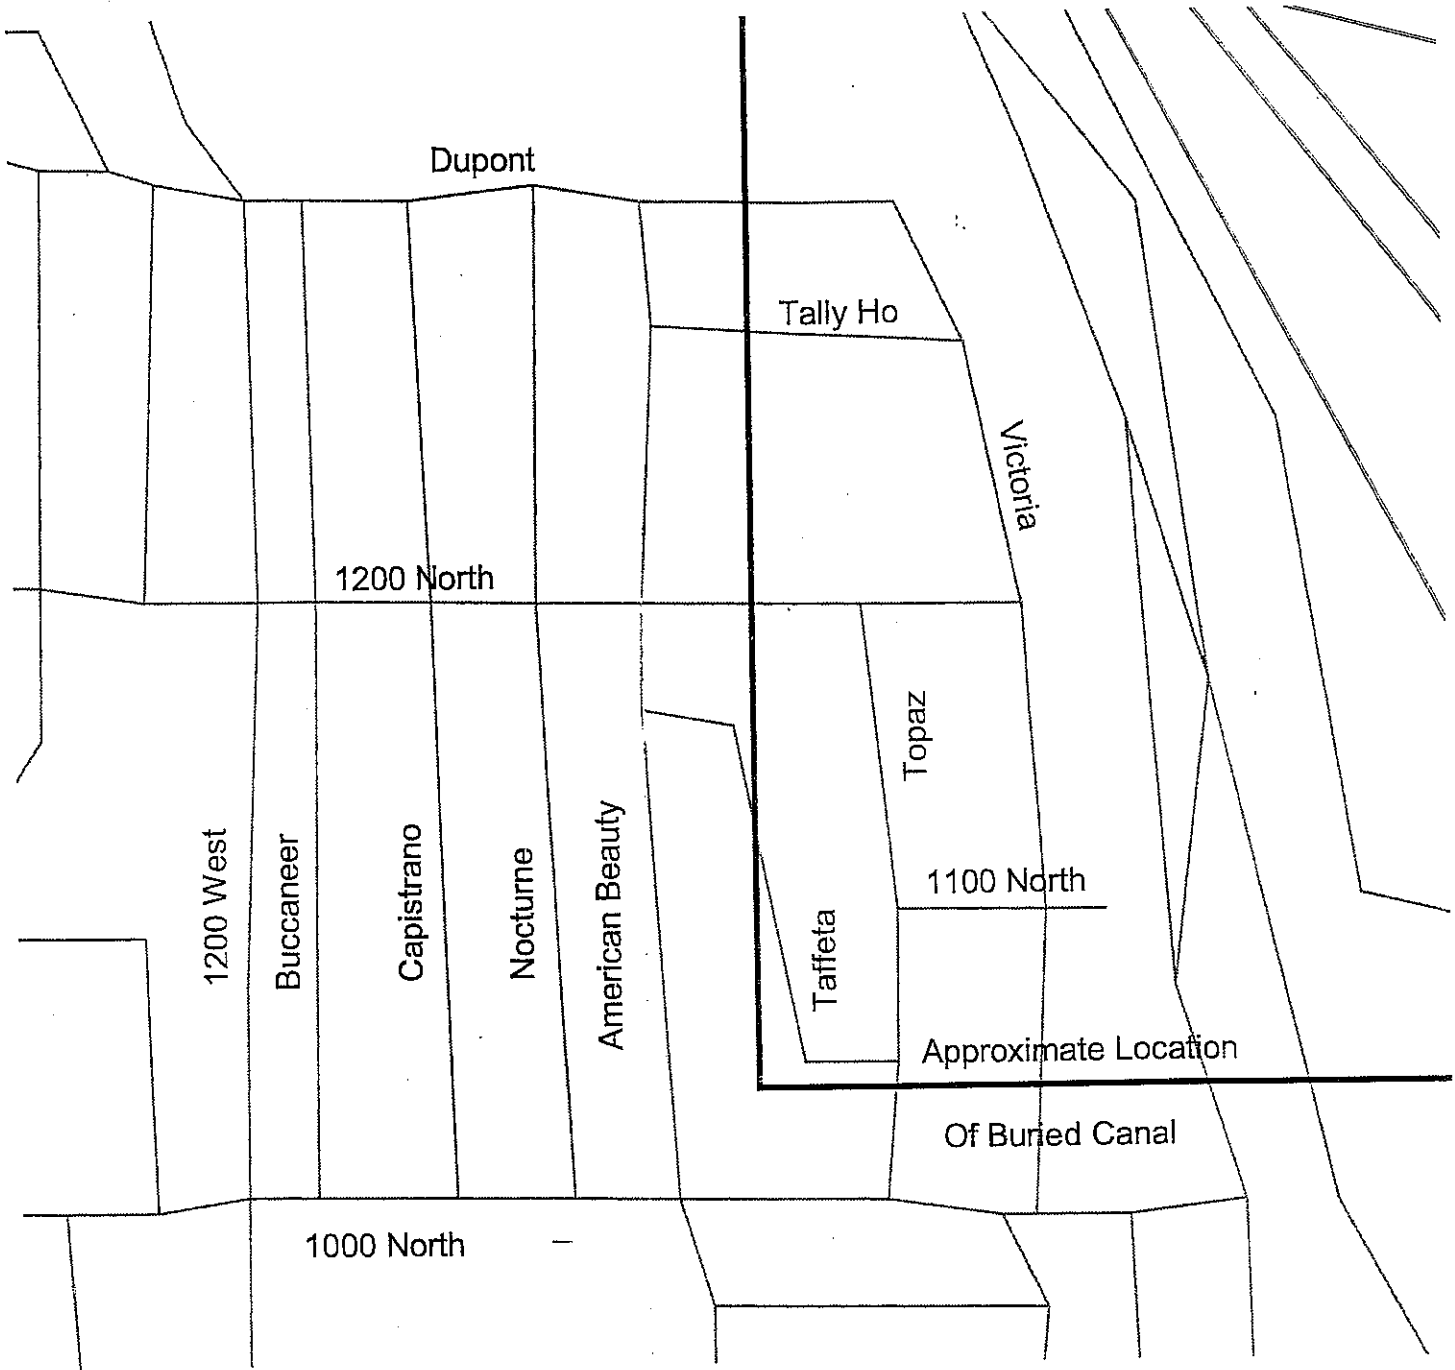 Dupont
Tally Ho
Victoria
1200 North
Topaz
1200 West
Buccaneer
Capistrano
Nocturne
American Beauty
1100 North
Taffeta
Approximate Location
Of Buried Canal
1000 North